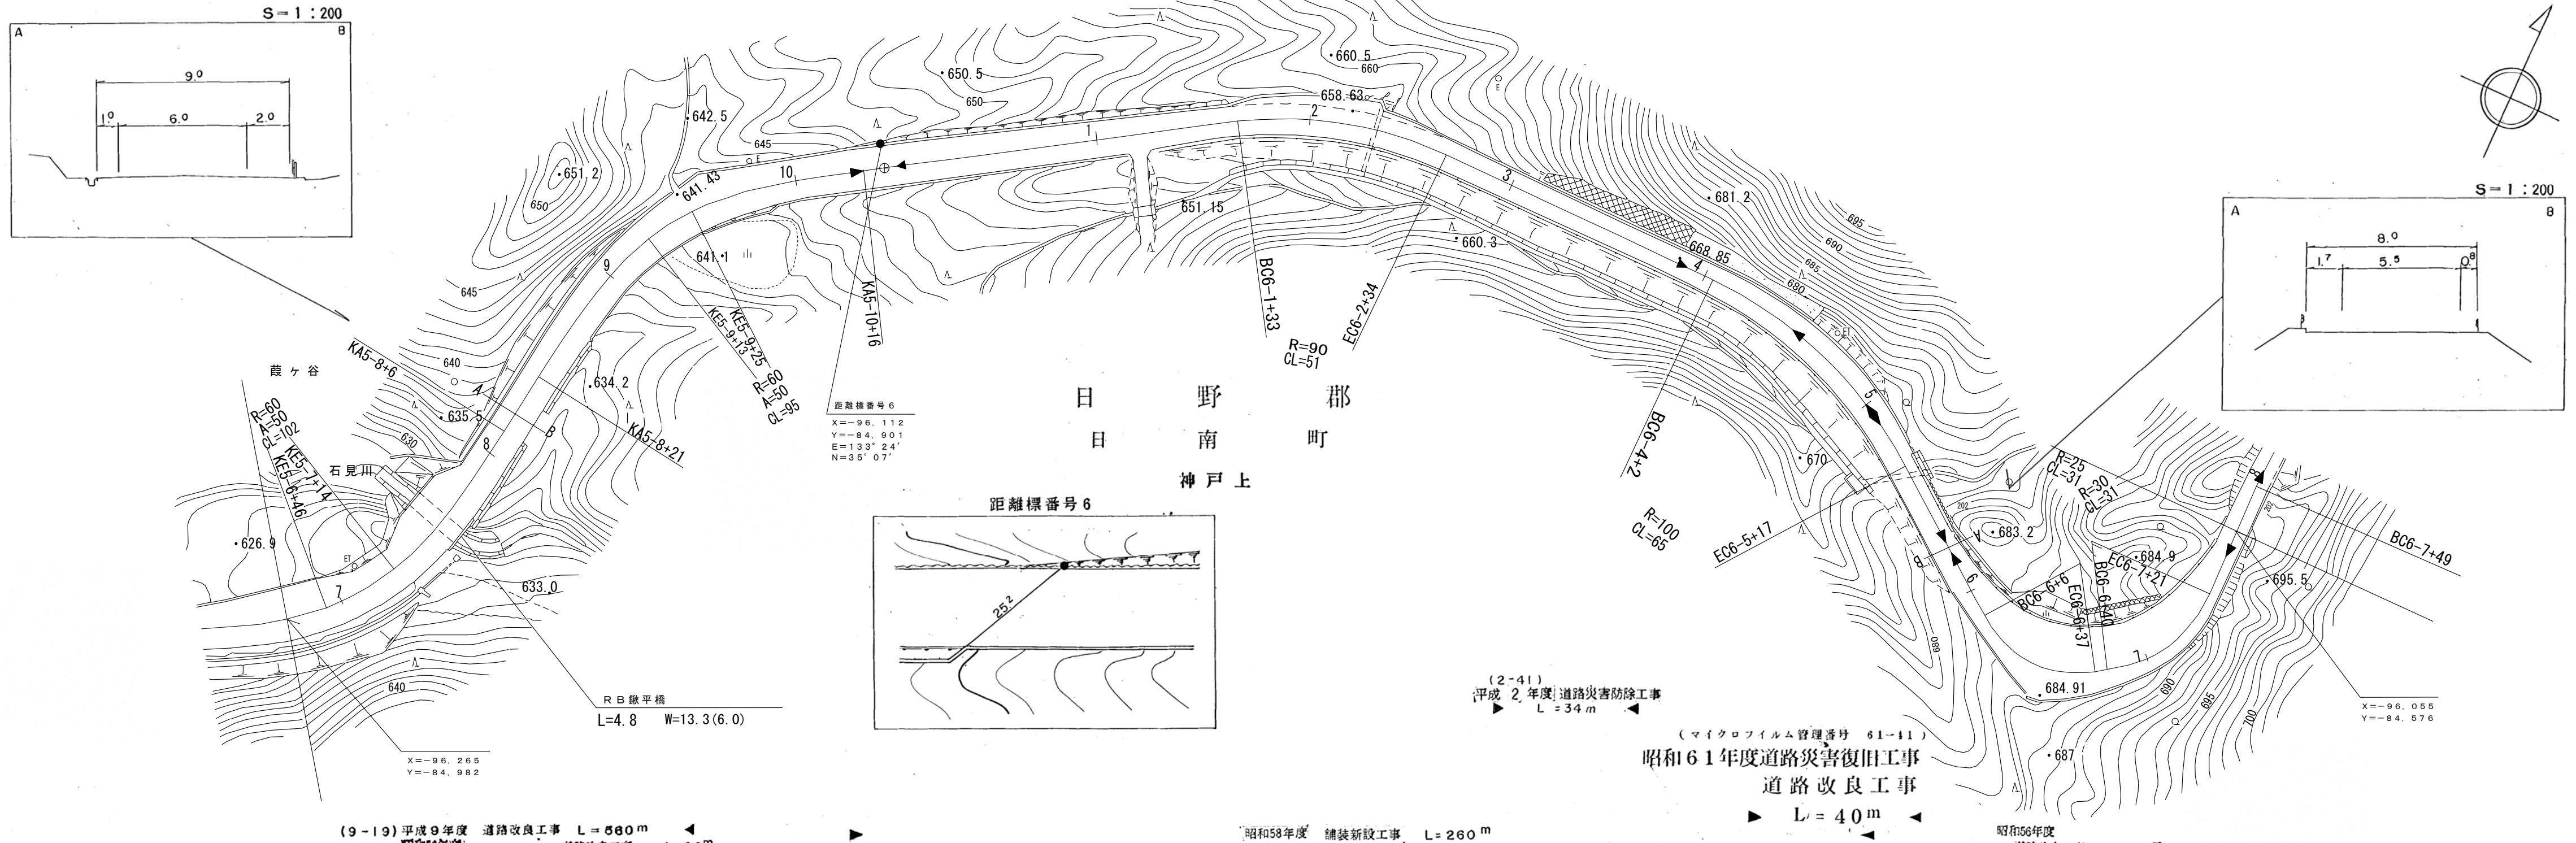 S=1:200
A
B
9.0
1.0
6.0
2.0
S=1:200
A
B
8.0
1.7
5.5
0.8
651.2
650
645
642.5
645
E
641.43
650.5
650
660.5
660
658.63
E
10
1
2
3
9
641.1
651.15
660.3
681.2
695
690
685
680
668.85
4
ET
5
KA5-8+6
640
635.5
630
A
B
8
634.2
KA5-8+21
KE5-9+25
KE5-9+13
R=60
A=50
CL=95
KA5-10+16
BC6-1+33
R=90
CL=51
EC6-2+34
BC6-4+2
葭ヶ谷
R=60
A=50
CL=102
KE5-7+14
KE5-6+46
石見川
626.9
ET
7
633.0
640
RB鍬平橋
L=4.8 W=13.3(6.0)
X=-96.265
Y=-84.982
距離標番号6
X=-96.112
Y=-84.901
E=133°24′
N=35°07′
日野郡
日南町
神戸上
距離標番号6
25.2
670
R=100
CL=65
EC6-5+17
202
683.2
A
B
6
R=25
CL=31
R=30
CL=31
684.9
BC6-6+6
EC6-6+37
BC6-6+40
EC6-7+21
8
202
BC6-7+49
695.5
7
680
684.91
690
695
700
687
X=-96.055
Y=-84.576
(2-41)
平成2年度 道路災害防除工事
L=34m
(マイクロフィルム管理番号 61-41)
昭和61年度道路災害復旧工事
道路改良工事
L=40m
(9-19)平成9年度 道路改良工事 L=560m
昭和58年度 舗装新設工事 L=260m
昭和56年度